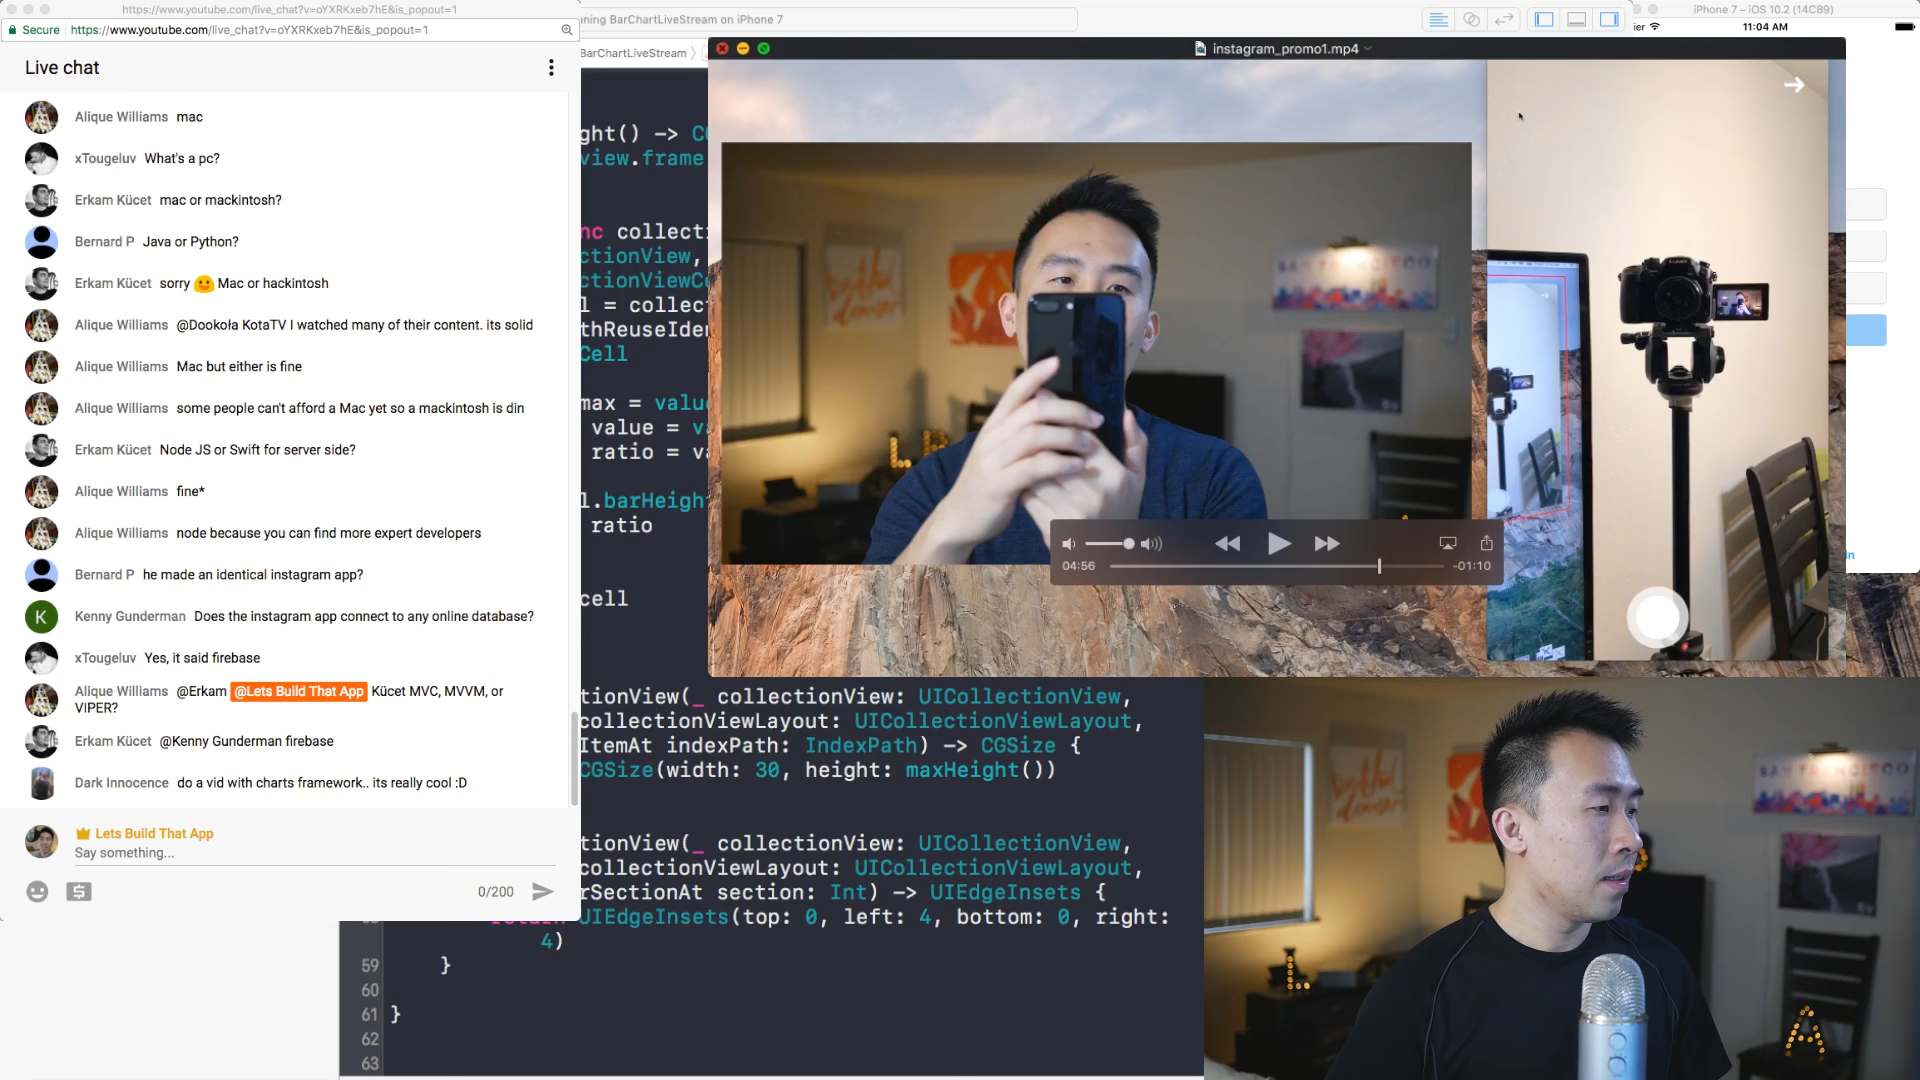 https://www.youtube.com/live_chat?v=oYXRKxeb7hE&is_popout=1
Secure https://www.youtube.com/live_chat?v=oYXRKxeb7hE&is_popout=1
Live chat
Alique Williams mac
xTougeluv What's a pc?
Erkam Kücet mac or mackintosh?
Bernard P Java or Python?
Erkam Kücet sorry Mac or hackintosh
Alique Williams @Dookoła KotaTV I watched many of their content. its solid
Alique Williams Mac but either is fine
Alique Williams some people can't afford a Mac yet so a mackintosh is din
Erkam Kücet Node JS or Swift for server side?
Alique Williams fine*
Alique Williams node because you can find more expert developers
Bernard P he made an identical instagram app?
K
Kenny Gunderman Does the instagram app connect to any online database?
xTougeluv Yes, it said firebase
Alique Williams @Erkam @Lets Build That App Kücet MVC, MVVM, or
VIPER?
Erkam Kücet @Kenny Gunderman firebase
Dark Innocence do a vid with charts framework.. its really cool :D
Lets Build That App
Say something...
0/200
ning BarChartLiveStream on iPhone 7
BarChartLiveStream
ght() -> C
view.frame
nc collect
ctionView,
ctionViewC
l = collec
thReuseIde
Cell
max = valu
value = v
ratio = va
l.barHeigh
ratio
cell
tionView(_ collectionView: UICollectionView,
collectionViewLayout: UICollectionViewLayout,
ItemAt indexPath: IndexPath) -> CGSize {
CGSize(width: 30, height: maxHeight())
tionView(_ collectionView: UICollectionView,
collectionViewLayout: UICollectionViewLayout,
rSectionAt section: Int) -> UIEdgeInsets {
UIEdgeInsets(top: 0, left: 4, bottom: 0, right:
4)
59 }
60
61 }
62
63
instagram_promo1.mp4
04:56
-01:10
LUMIX
iPhone 7 – iOS 10.2 (14C89)
ier 11:04 AM
in
SAN FRANCISCO
L
A